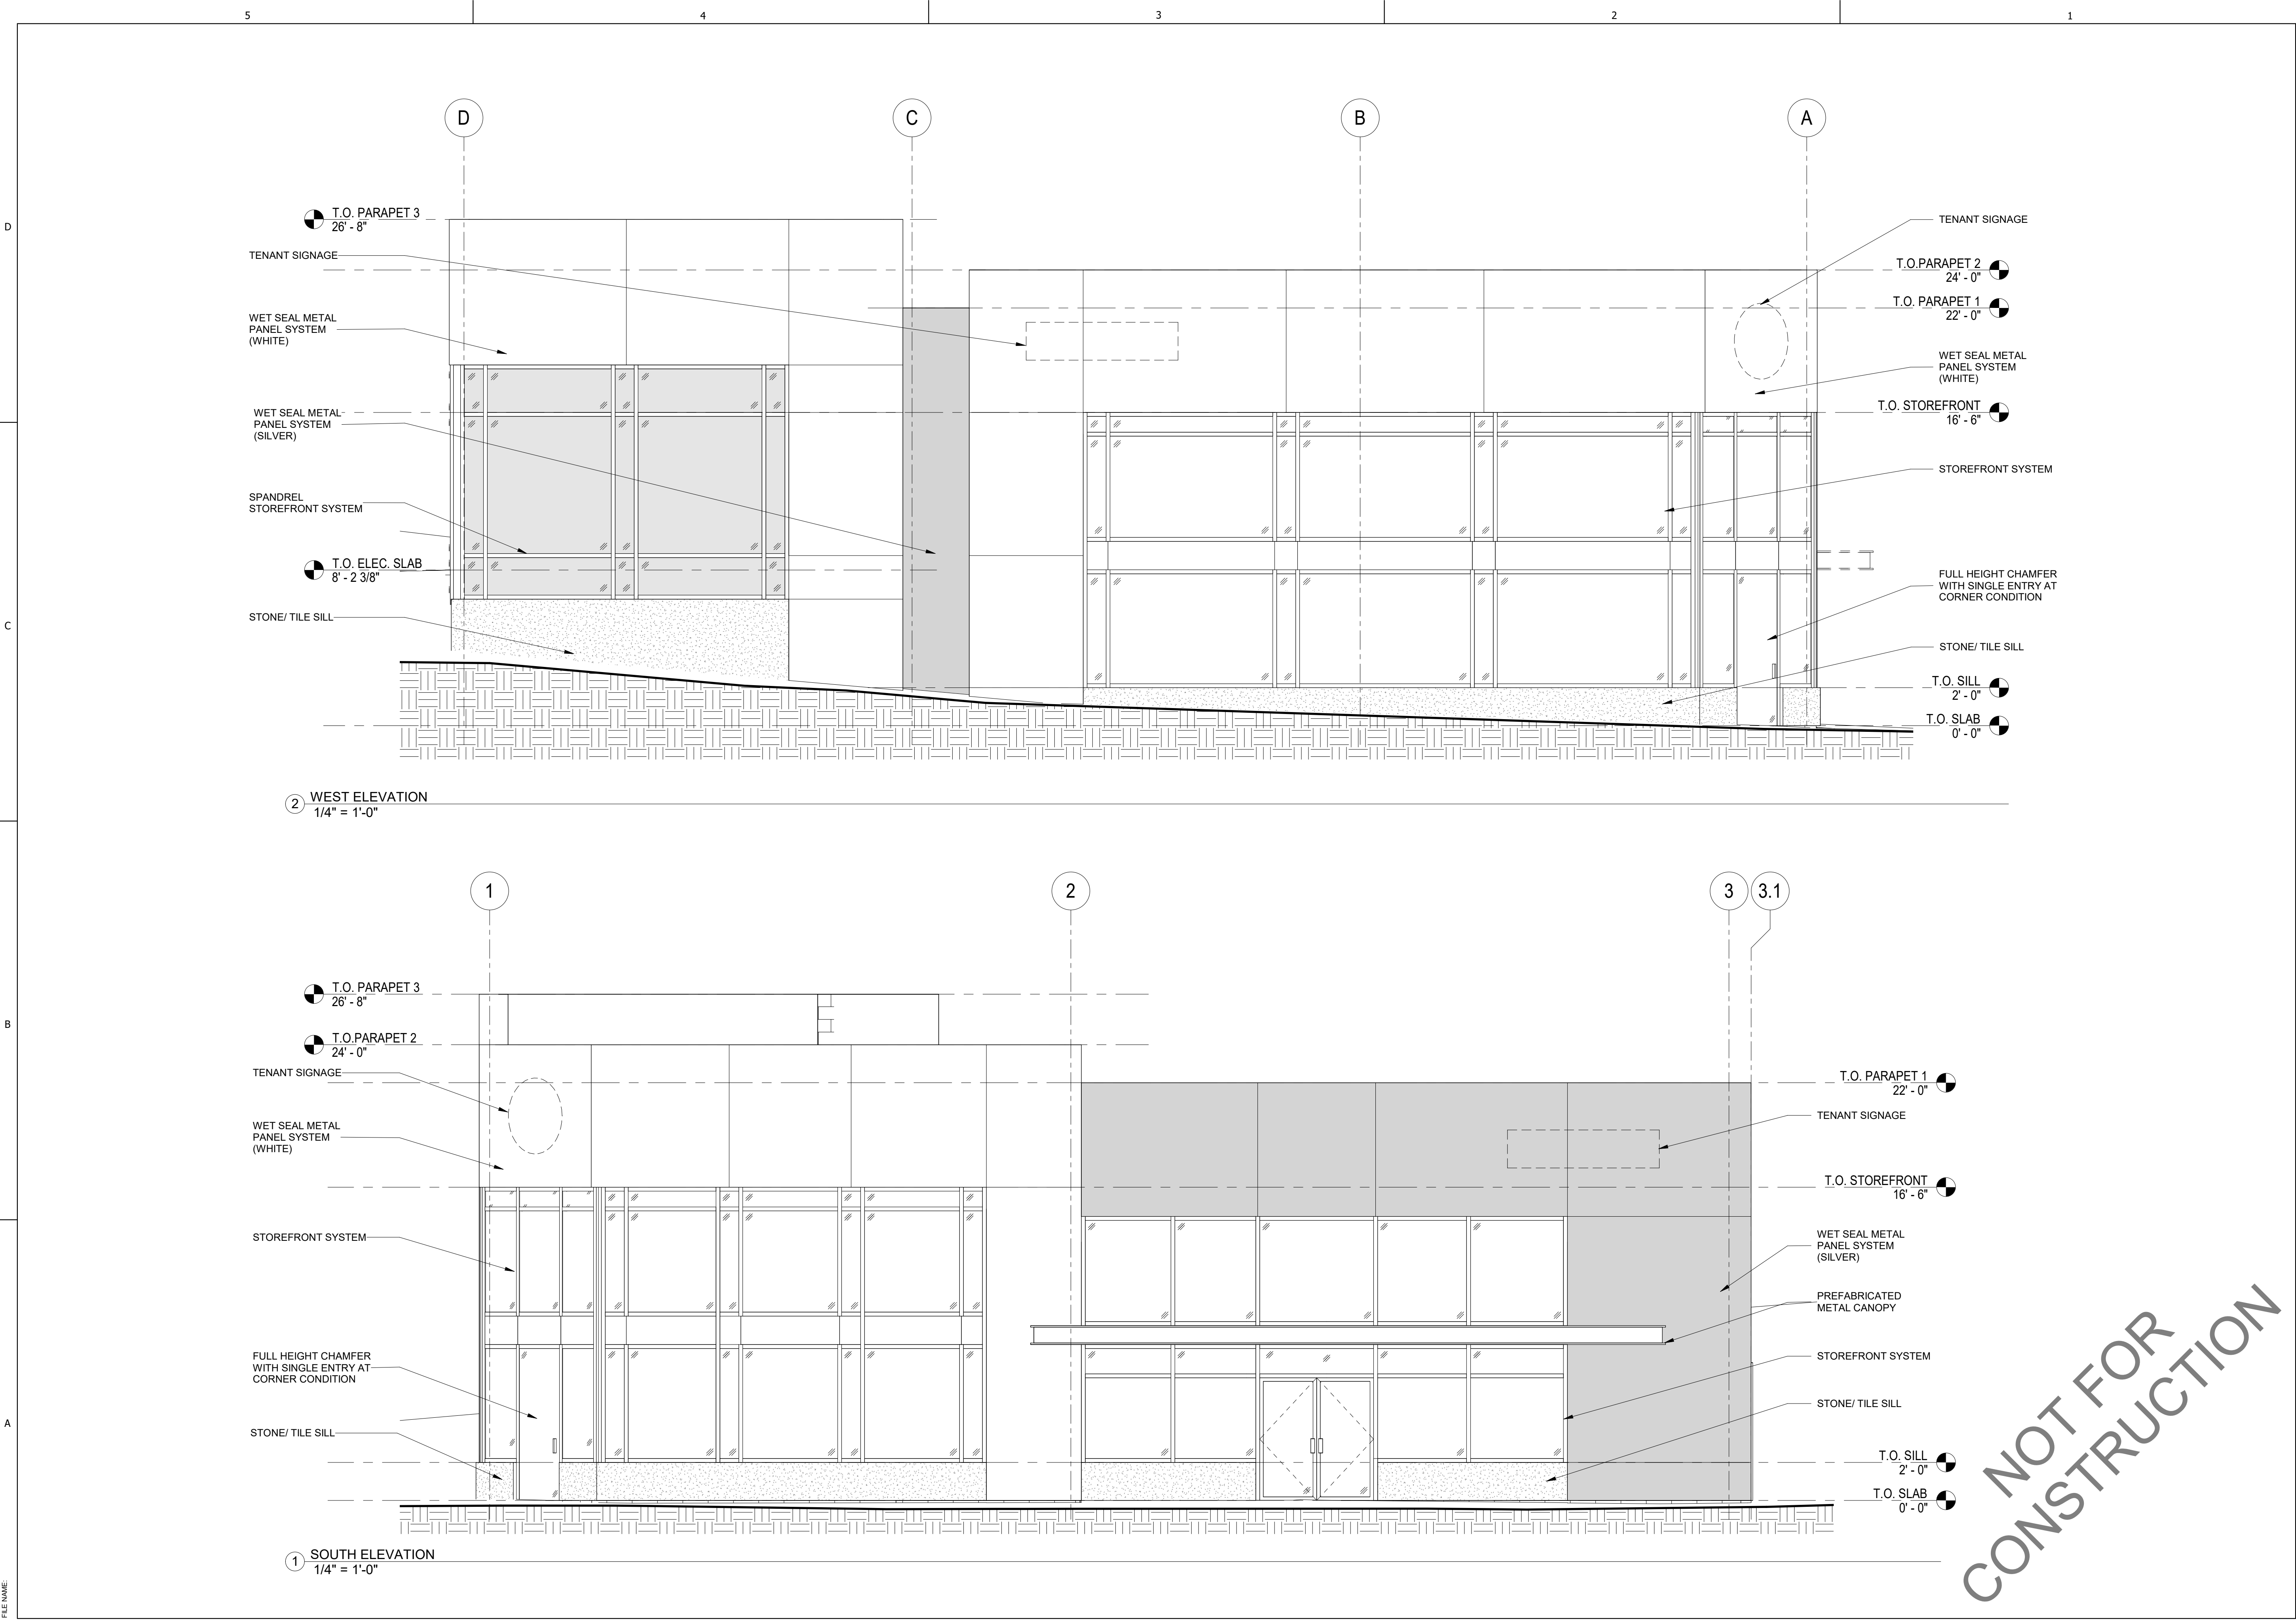 5
4
3
2
1
D
C
B
A
D
C
B
A
T.O. PARAPET 3
26' - 8"
TENANT SIGNAGE
WET SEAL METAL
PANEL SYSTEM
(WHITE)
WET SEAL METAL
PANEL SYSTEM
(SILVER)
SPANDREL
STOREFRONT SYSTEM
T.O. ELEC. SLAB
8' - 2 3/8"
STONE/ TILE SILL
TENANT SIGNAGE
T.O.PARAPET 2
24' - 0"
T.O. PARAPET 1
22' - 0"
WET SEAL METAL
PANEL SYSTEM
(WHITE)
T.O. STOREFRONT
16' - 6"
STOREFRONT SYSTEM
FULL HEIGHT CHAMFER
WITH SINGLE ENTRY AT
CORNER CONDITION
STONE/ TILE SILL
T.O. SILL
2' - 0"
T.O. SLAB
0' - 0"
2
WEST ELEVATION
1/4" = 1'-0"
1
2
3
3.1
T.O. PARAPET 3
26' - 8"
T.O.PARAPET 2
24' - 0"
TENANT SIGNAGE
WET SEAL METAL
PANEL SYSTEM
(WHITE)
STOREFRONT SYSTEM
FULL HEIGHT CHAMFER
WITH SINGLE ENTRY AT
CORNER CONDITION
STONE/ TILE SILL
T.O. PARAPET 1
22' - 0"
TENANT SIGNAGE
T.O. STOREFRONT
16' - 6"
WET SEAL METAL
PANEL SYSTEM
(SILVER)
PREFABRICATED
METAL CANOPY
STOREFRONT SYSTEM
STONE/ TILE SILL
T.O. SILL
2' - 0"
T.O. SLAB
0' - 0"
1
SOUTH ELEVATION
1/4" = 1'-0"
NOT FOR
CONSTRUCTION
FILE NAME: